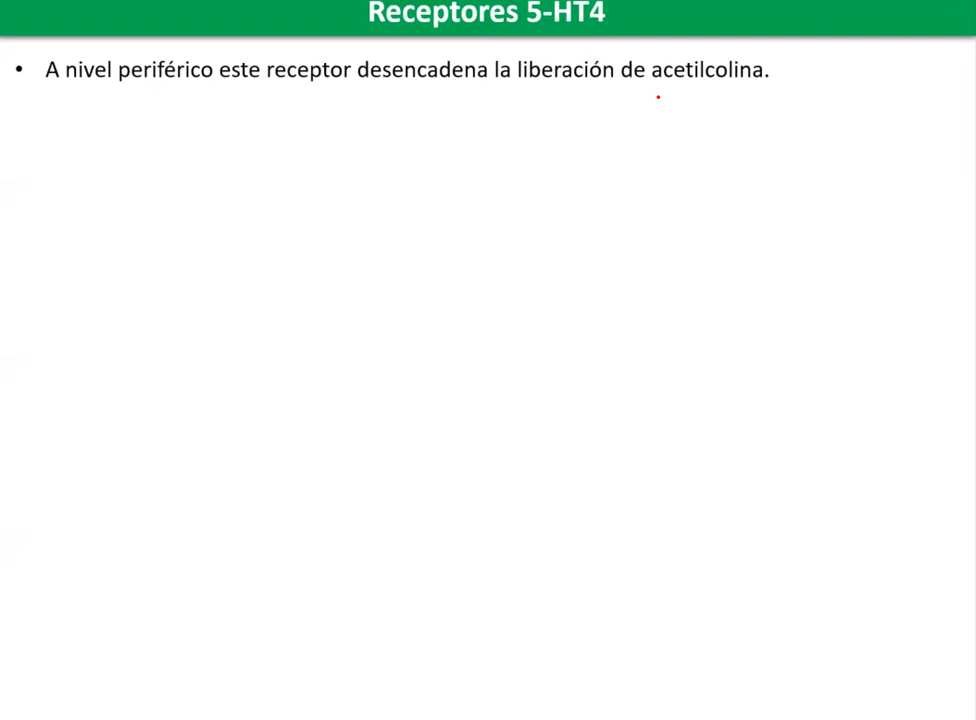 Receptores 5-HT4
• A nivel periférico este receptor desencadena la liberación de acetilcolina.